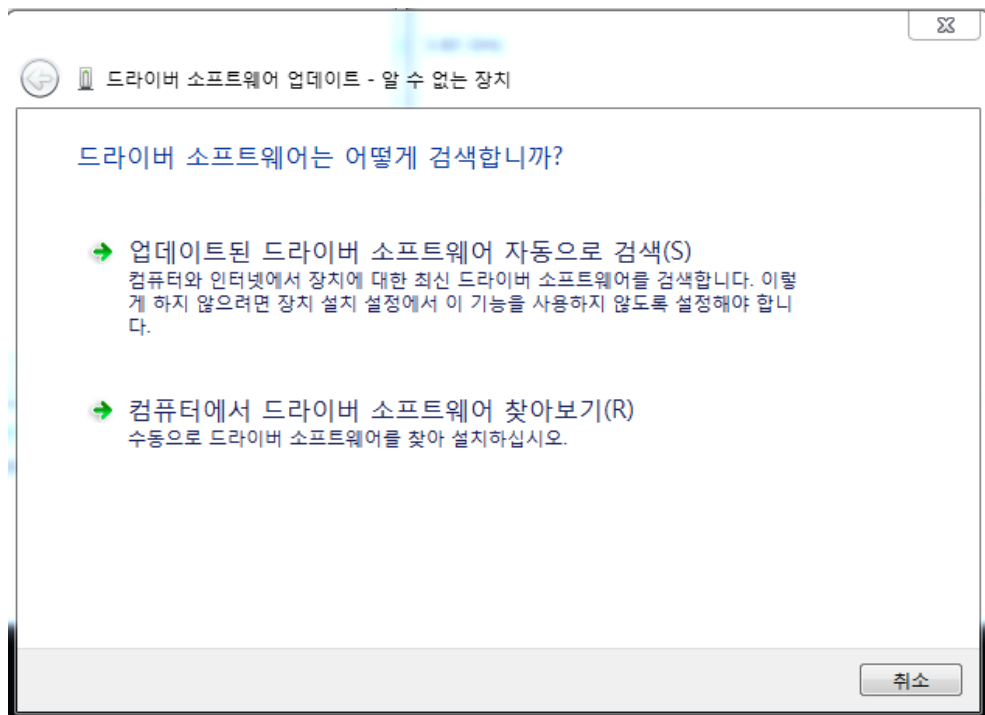 드라이버 소프트웨어 업데이트 - 알 수 없는 장치
드라이버 소프트웨어는 어떻게 검색합니까?
업데이트된 드라이버 소프트웨어 자동으로 검색(S)
컴퓨터와 인터넷에서 장치에 대한 최신 드라이버 소프트웨어를 검색합니다. 이렇
게 하지 않으려면 장치 설치 설정에서 이 기능을 사용하지 않도록 설정해야 합니
다.
컴퓨터에서 드라이버 소프트웨어 찾아보기(R)
수동으로 드라이버 소프트웨어를 찾아 설치하십시오.
취소